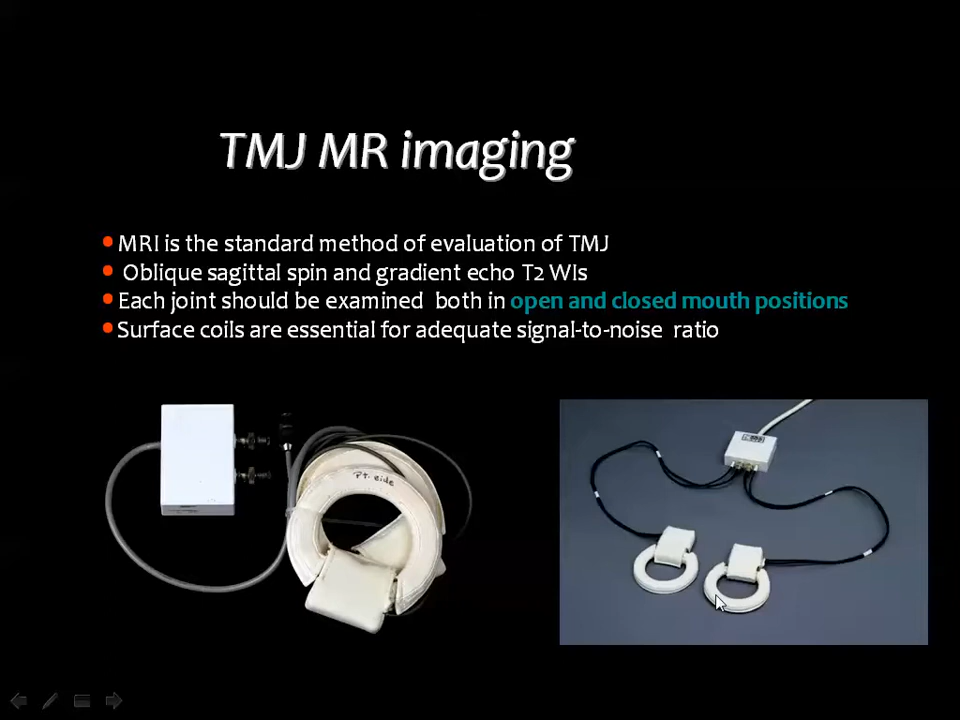 TMJ MR imaging
MRI is the standard method of evaluation of TMJ
Oblique sagittal spin and gradient echo T2 WIs
Each joint should be examined both in open and closed mouth positions
Surface coils are essential for adequate signal-to-noise ratio
Pt. side